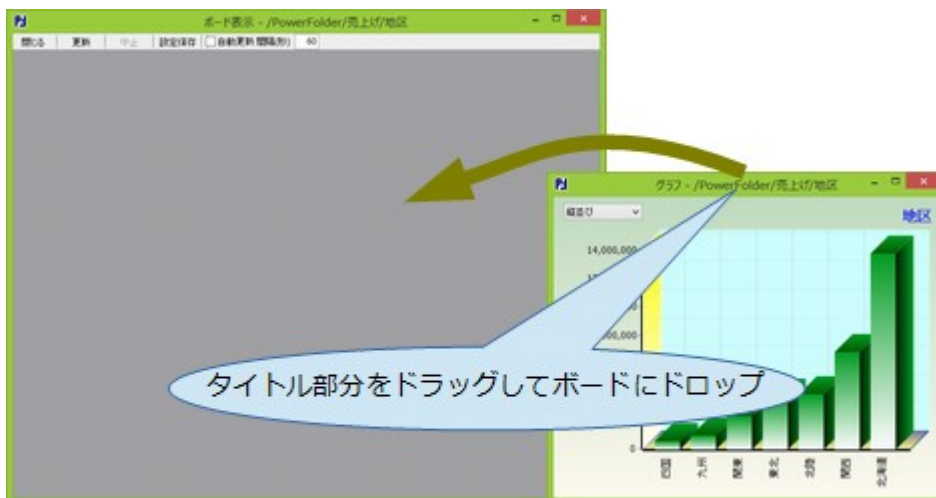 ボード表示 - /PowerFolder/売上げ/地区
閉じる 更新 中止 設定保存 自動更新 間隔(秒) 60
グラフ - /PowerFolder/売上げ/地区
縦並び
地区
14,000,000
タイトル部分をドラッグしてボードにドロップ
0
四国 九州 関東 東北 北陸 関西 北海道